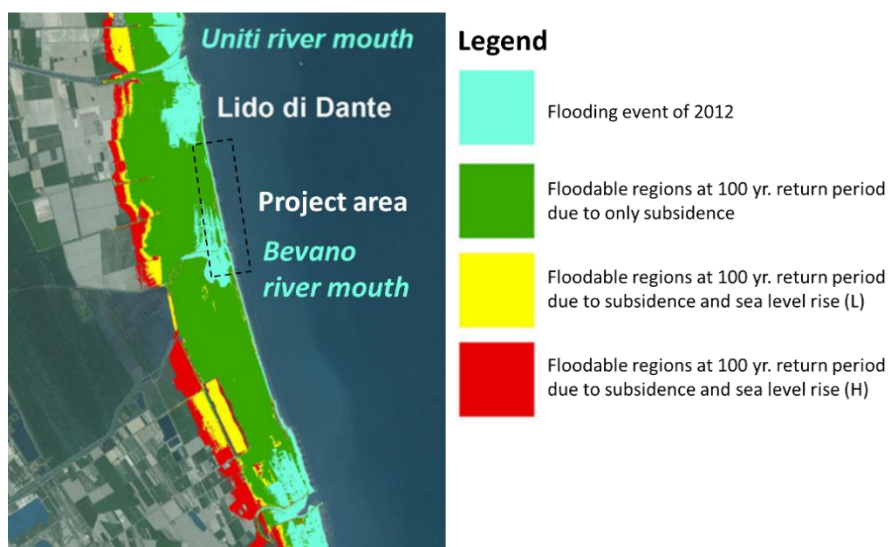 Uniti river mouth
Lido di Dante
Project area
Bevano
river mouth
Legend
Flooding event of 2012
Floodable regions at 100 yr. return period
due to only subsidence
Floodable regions at 100 yr. return period
due to subsidence and sea level rise (L)
Floodable regions at 100 yr. return period
due to subsidence and sea level rise (H)